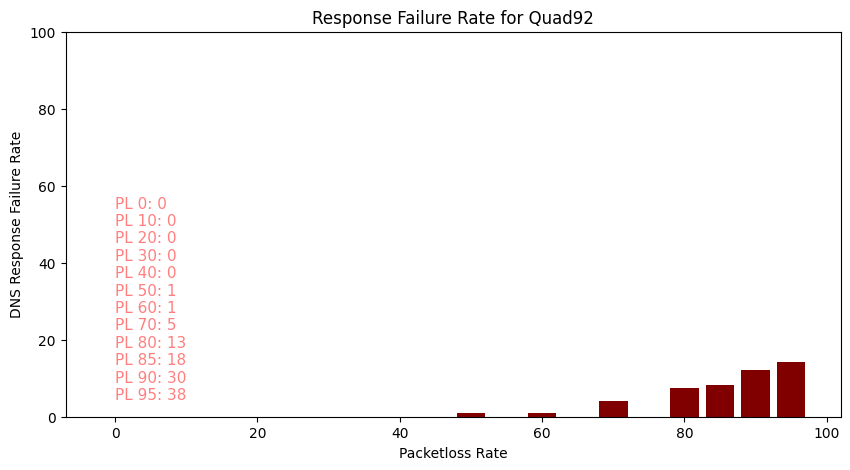 Response Failure Rate for Quad92
100
80
60
40
20
0
DNS Response Failure Rate
PL 0: 0
PL 10: 0
PL 20: 0
PL 30: 0
PL 40: 0
PL 50: 1
PL 60: 1
PL 70: 5
PL 80: 13
PL 85: 18
PL 90: 30
PL 95: 38
0 20 40 60 80 100
Packetloss Rate